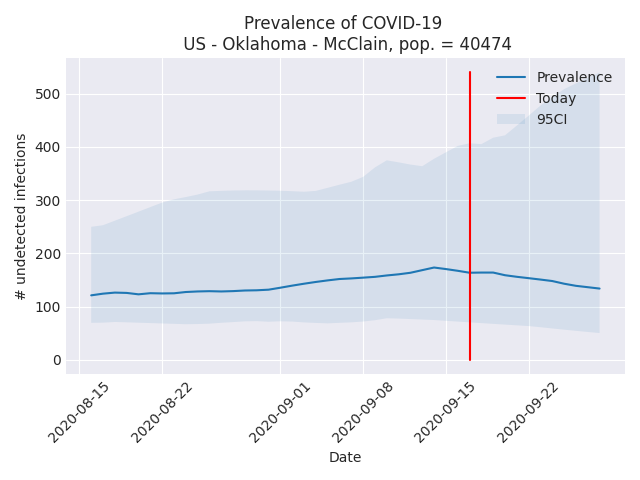 Prevalence of COVID-19
US - Oklahoma - McClain, pop. = 40474
Prevalence
Today
95CI
# undetected infections
500
400
300
200
100
0
2020-08-15
2020-08-22
2020-09-01
2020-09-08
2020-09-15
2020-09-22
Date